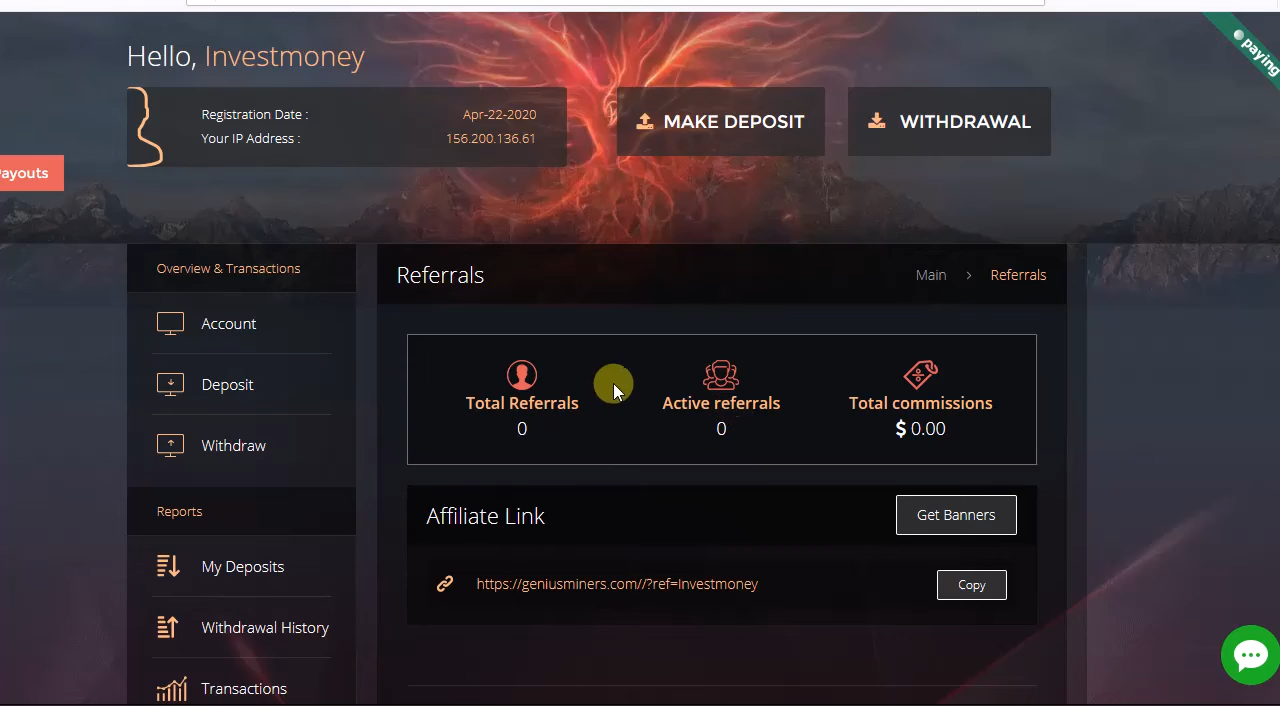 Hello, Investmoney
paying
Registration Date : Apr-22-2020
Your IP Address : 156.200.136.61
MAKE DEPOSIT
WITHDRAWAL
ayouts
Overview & Transactions
Account
Deposit
Withdraw
Reports
My Deposits
Withdrawal History
Transactions
Referrals
Main > Referrals
Total Referrals
0
Active referrals
0
Total commissions
$ 0.00
Affiliate Link
Get Banners
https://geniusminers.com//?ref=Investmoney
Copy